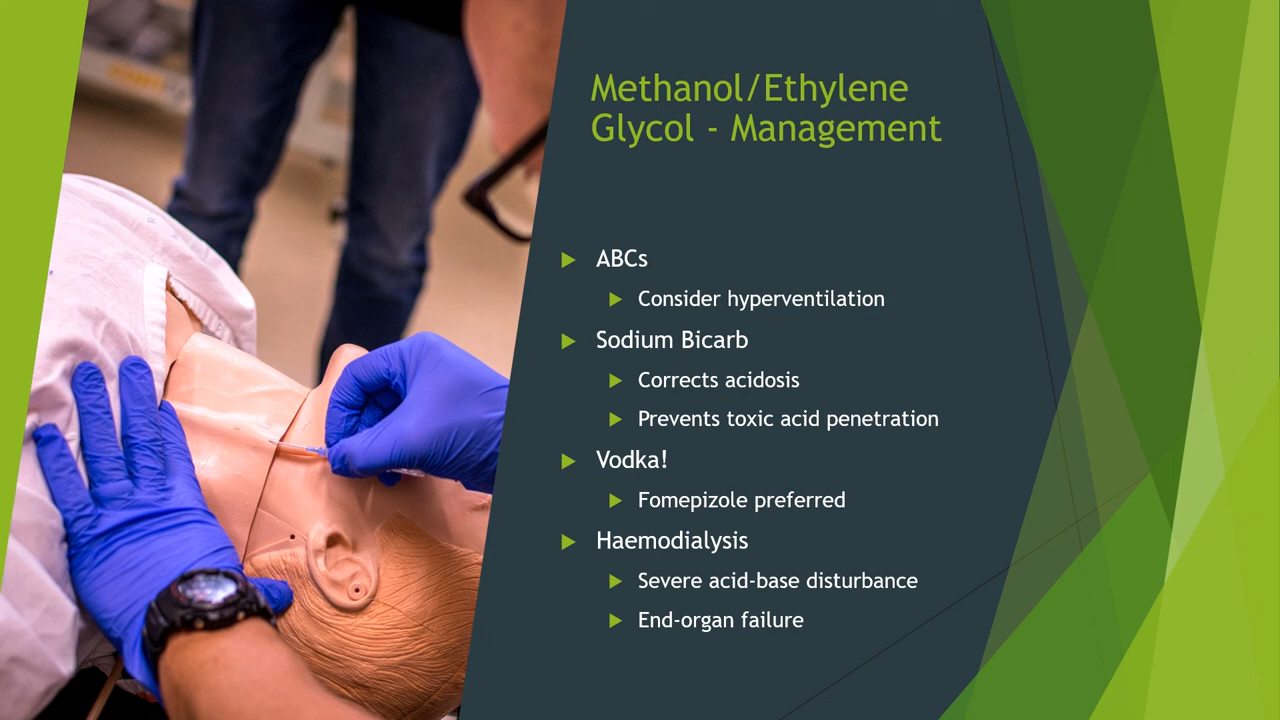 Methanol/Ethylene
Glycol - Management
ABCs
Consider hyperventilation
Sodium Bicarb
Corrects acidosis
Prevents toxic acid penetration
Vodka!
Fomepizole preferred
Haemodialysis
Severe acid-base disturbance
End-organ failure